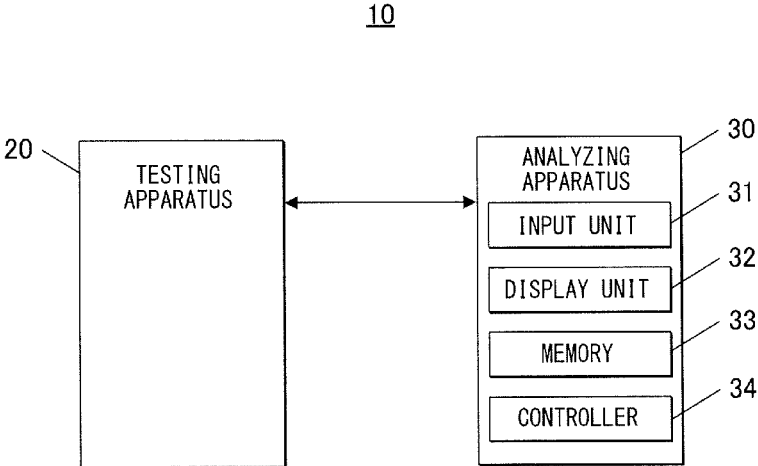 10
20
TESTING
APPARATUS
30
ANALYZING
APPARATUS
31
INPUT UNIT
32
DISPLAY UNIT
33
MEMORY
34
CONTROLLER